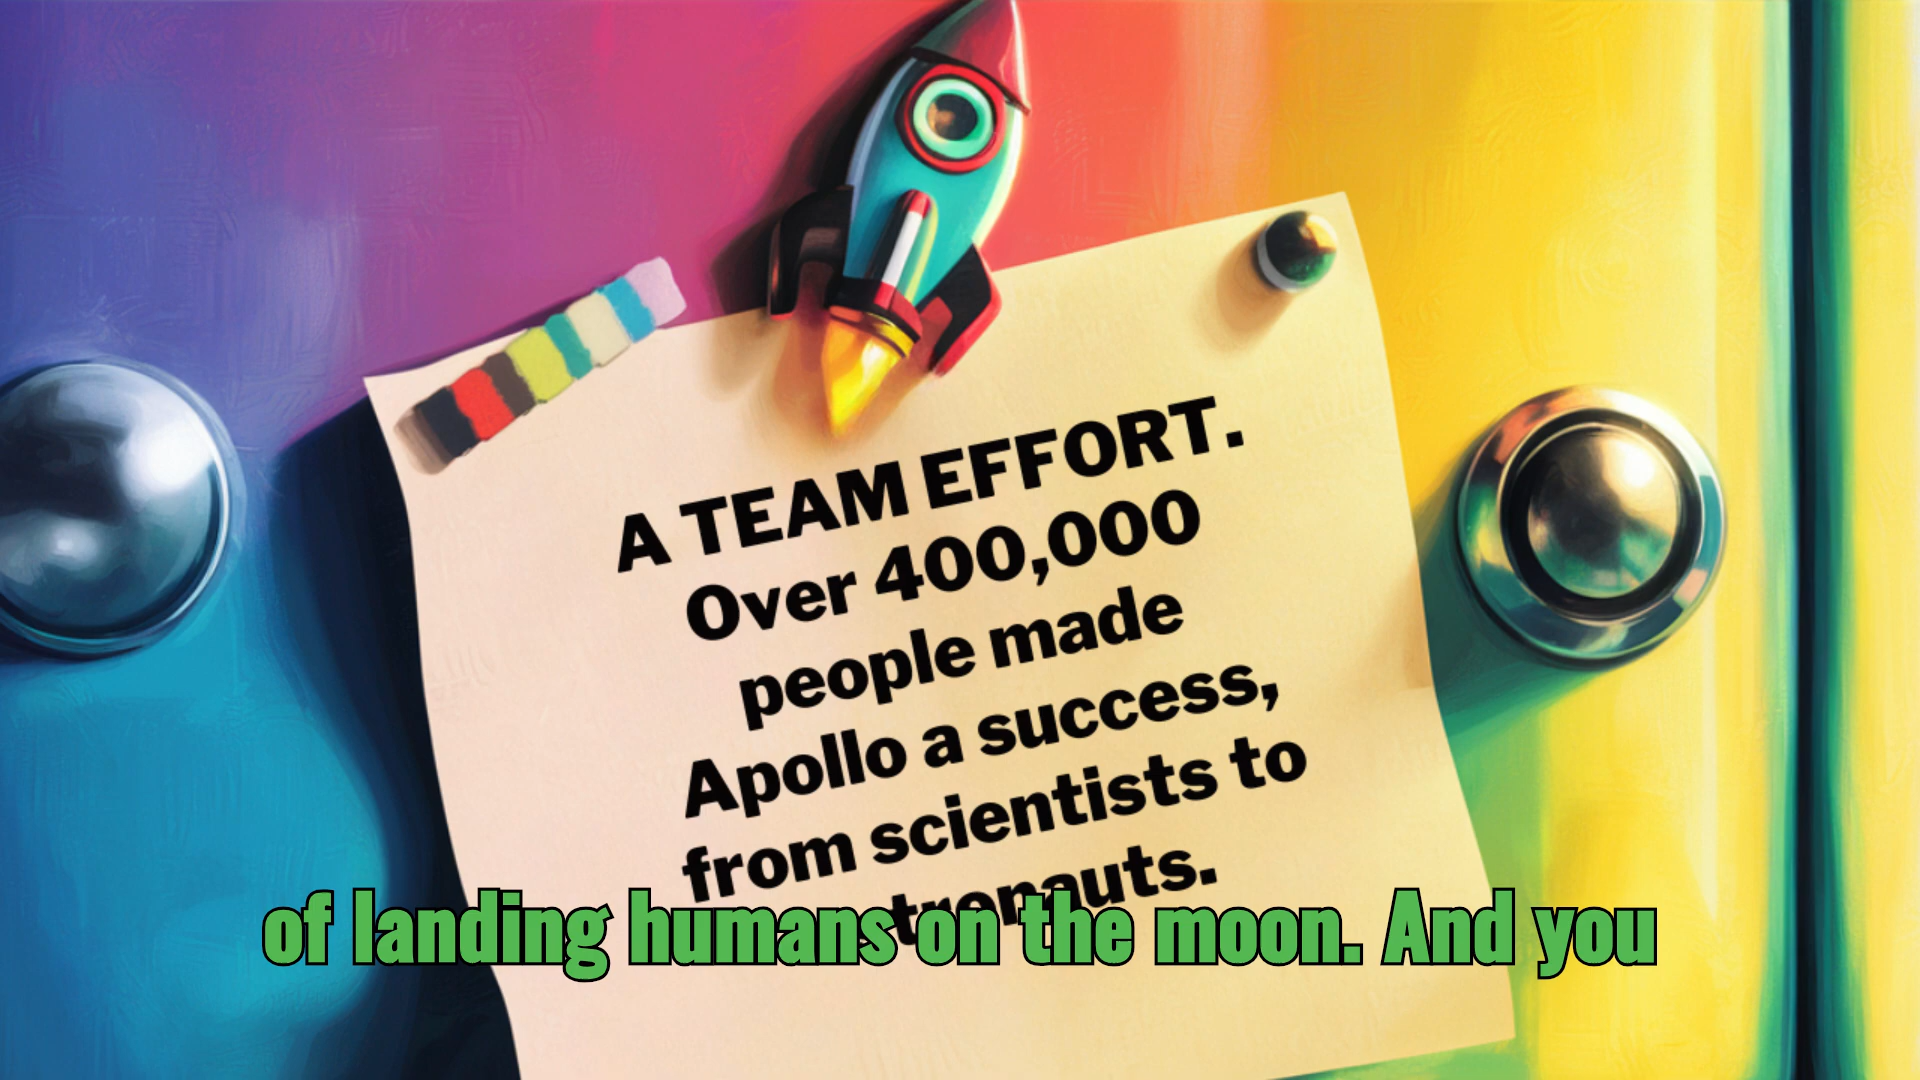 A TEAM EFFORT.
Over 400,000
people made
Apollo a success,
from scientists to
tronauts.
of landing humans on the moon. And you